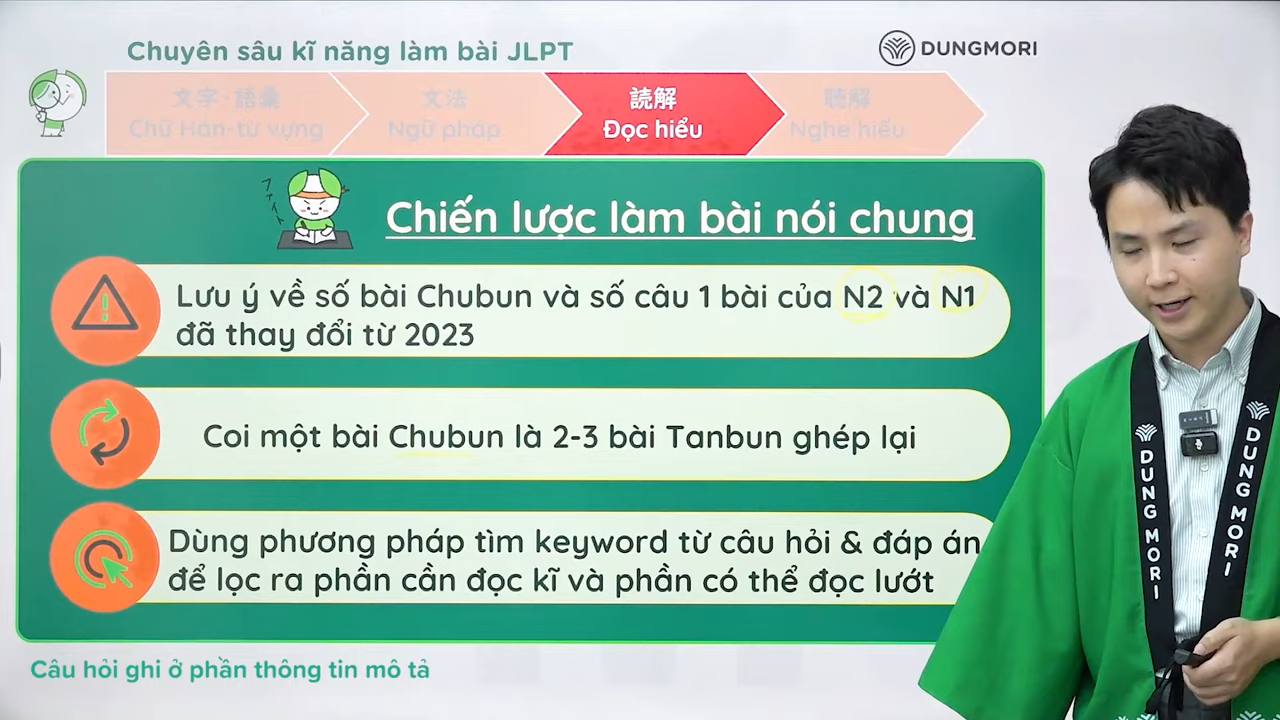 Chuyên sâu kĩ năng làm bài JLPT
DUNGMORI
文字・語彙
Chữ Hán-từ vựng
文法
Ngữ pháp
読解
Đọc hiểu
聴解
Nghe hiểu
ファイト
Chiến lược làm bài nói chung
Lưu ý về số bài Chubun và số câu 1 bài của N2 và N1
đã thay đổi từ 2023
Coi một bài Chubun là 2-3 bài Tanbun ghép lại
Dùng phương pháp tìm keyword từ câu hỏi & đáp án
để lọc ra phần cần đọc kĩ và phần có thể đọc lướt
Câu hỏi ghi ở phần thông tin mô tả
DUNG MORI
DUNG MORI